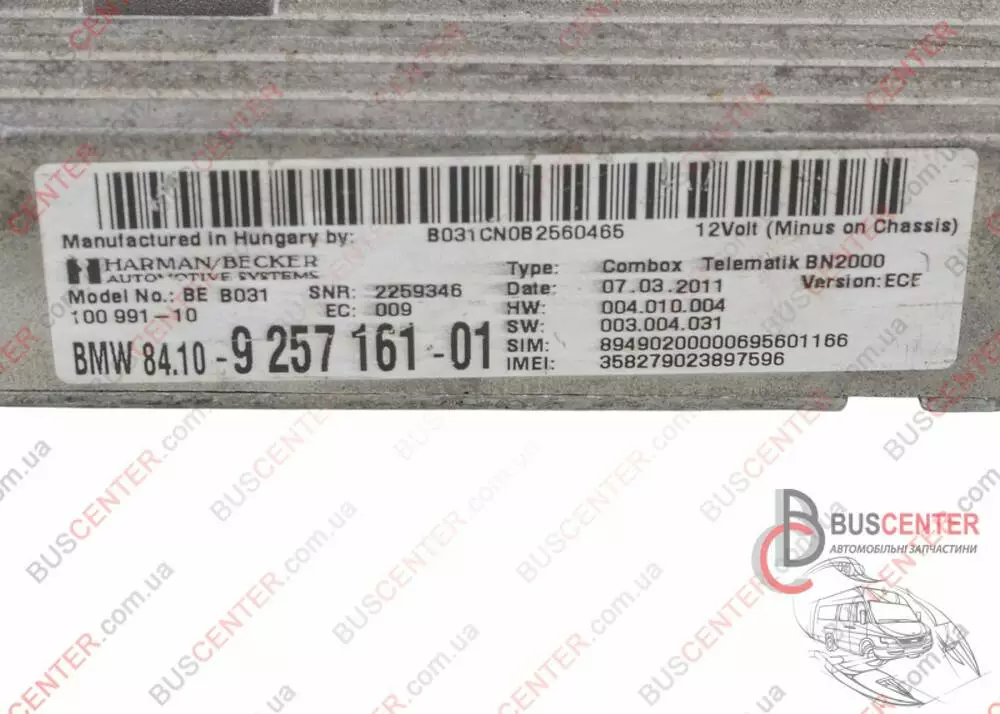 B031CN0B2560465
12Volt (Minus on Chassis)
Manufactured in Hungary by:
HARMAN/BECKER
AUTOMOTIVE SYSTEMS
Model No.: BE B031 SNR: 2259346
100 991-10 EC: 009
BMW 84.10 - 9 257 161 - 01
Type: Combox Telematik BN2000
Date: 07.03.2011 Version: ECE
HW: 004.010.004
SW: 003.004.031
SIM: 89490200000695601166
IMEI: 358279023897596
BUSCENTER
АВТОМОБІЛЬНІ ЗАПЧАСТИНИ
BUSCENTER.com.ua